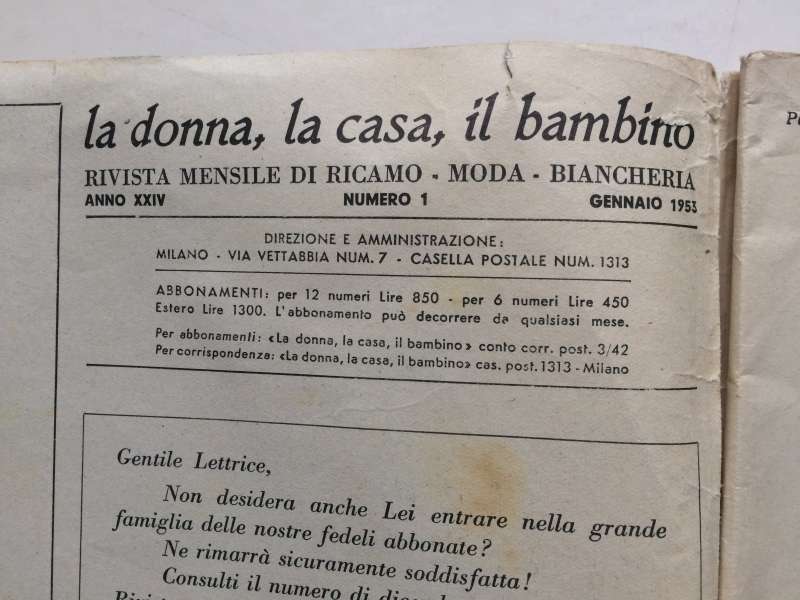 la donna, la casa, il bambino
RIVISTA MENSILE DI RICAMO - MODA - BIANCHERIA
ANNO XXIV NUMERO 1 GENNAIO 1953
DIREZIONE E AMMINISTRAZIONE:
MILANO - VIA VETTABBIA NUM. 7 - CASELLA POSTALE NUM. 1313
ABBONAMENTI: per 12 numeri Lire 850 - per 6 numeri Lire 450
Estero Lire 1300. L'abbonamento può decorrere da qualsiasi mese.
Per abbonamenti: «La donna, la casa, il bambino» conto corr. post. 3/42
Per corrispondenza: «La donna, la casa, il bambino» cas. post. 1313 - Milano
Gentile Lettrice,
Non desidera anche Lei entrare nella grande
famiglia delle nostre fedeli abbonate?
Ne rimarrà sicuramente soddisfatta!
Consulti il numero di